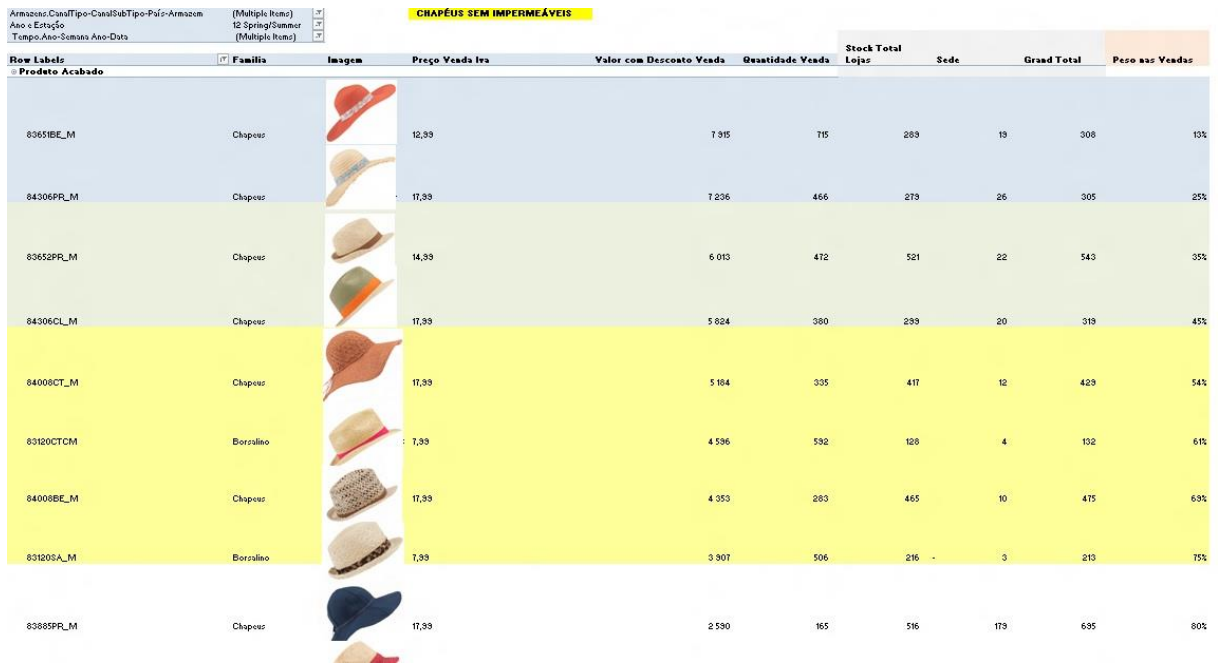 Armazens.CanalTipo-CanalSubTipo-País-Armazem (Multiple Items) CHAPÉUS SEM IMPERMEÁVEIS
Ano e Estação 12 Spring/Summer
Tempo.Ano-Semana Ano-Data (Multiple Items)
Stock Total
Row Labels Familia Imagem Preço Venda Iva Valor com Desconto Venda Quantidade Venda Lojas Sede Grand Total Peso nas Vendas
Produto Acabado
83651BE_M Chapeus 12,99 7 915 715 289 19 308 13%
84306PR_M Chapeus 17,99 7 236 466 279 26 305 25%
83652PR_M Chapeus 14,99 6 013 472 521 22 543 35%
84306CL_M Chapeus 17,99 5 824 380 299 20 319 45%
84008CT_M Chapeus 17,99 5 184 335 417 12 429 54%
83120CTCM Borsalino 7,99 4 596 592 128 4 132 61%
84008BE_M Chapeus 17,99 4 353 283 465 10 475 69%
83120SA_M Borsalino 7,99 3 907 506 216 - 3 213 75%
83885PR_M Chapeus 17,99 2 590 165 516 179 695 80%